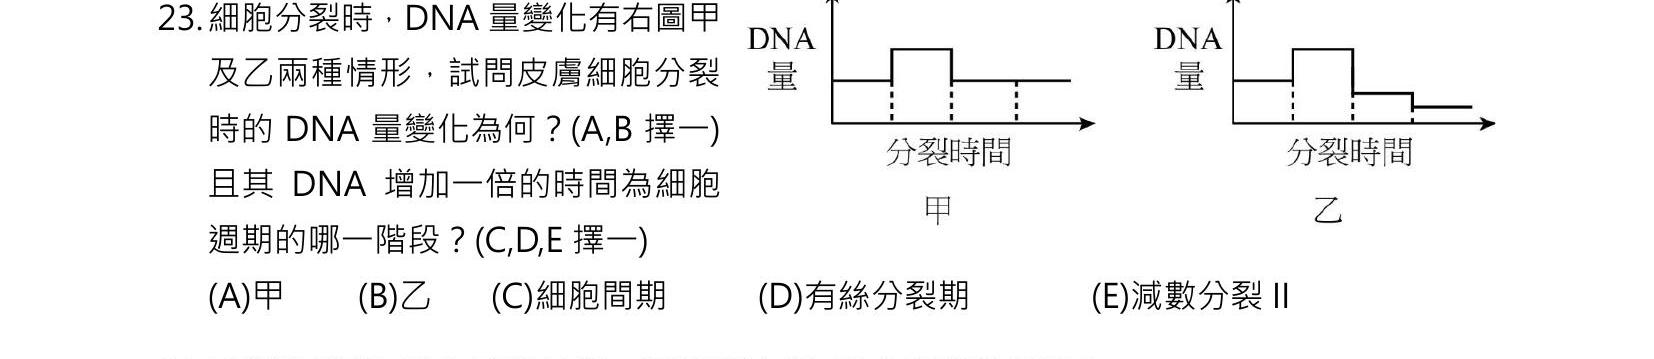 23. 細胞分裂時，DNA 量變化有右圖甲
及乙兩種情形，試問皮膚細胞分裂
時的 DNA 量變化為何？(A,B 擇一)
且其 DNA 增加一倍的時間為細胞
週期的哪一階段？(C,D,E 擇一)
DNA
量
分裂時間
甲
DNA
量
分裂時間
乙
(A)甲 (B)乙 (C)細胞間期 (D)有絲分裂期 (E)減數分裂 II